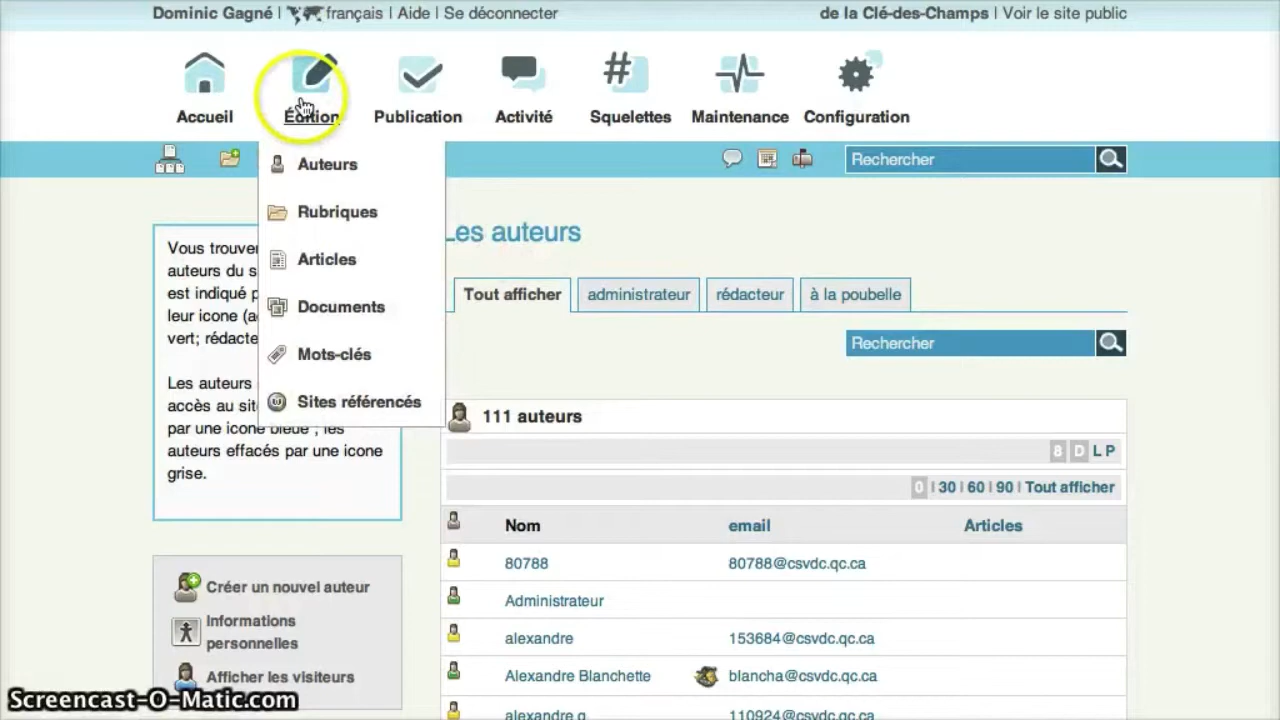 Dominic Gagné | français | Aide | Se déconnecter
de la Clé-des-Champs | Voir le site public
Accueil
Édition
Publication
Activité
Squelettes
Maintenance
Configuration
Rechercher
Auteurs
Rubriques
Articles
Documents
Mots-clés
Sites référencés
Vous trouve
auteurs du s
est indiqué p
leur icone (a
vert; rédacte
Les auteurs
accès au sit
par une icone bleue ; les
auteurs effacés par une icone
grise.
Les auteurs
Tout afficher
administrateur
rédacteur
à la poubelle
Rechercher
111 auteurs
8 D L P
0 | 30 | 60 | 90 | Tout afficher
Nom email Articles
80788 80788@csvdc.qc.ca
Administrateur
alexandre 153684@csvdc.qc.ca
Alexandre Blanchette blancha@csvdc.qc.ca
alexandre g 110924@csvdc.qc.ca
Créer un nouvel auteur
Informations
personnelles
Afficher les visiteurs
Screencast-O-Matic.com